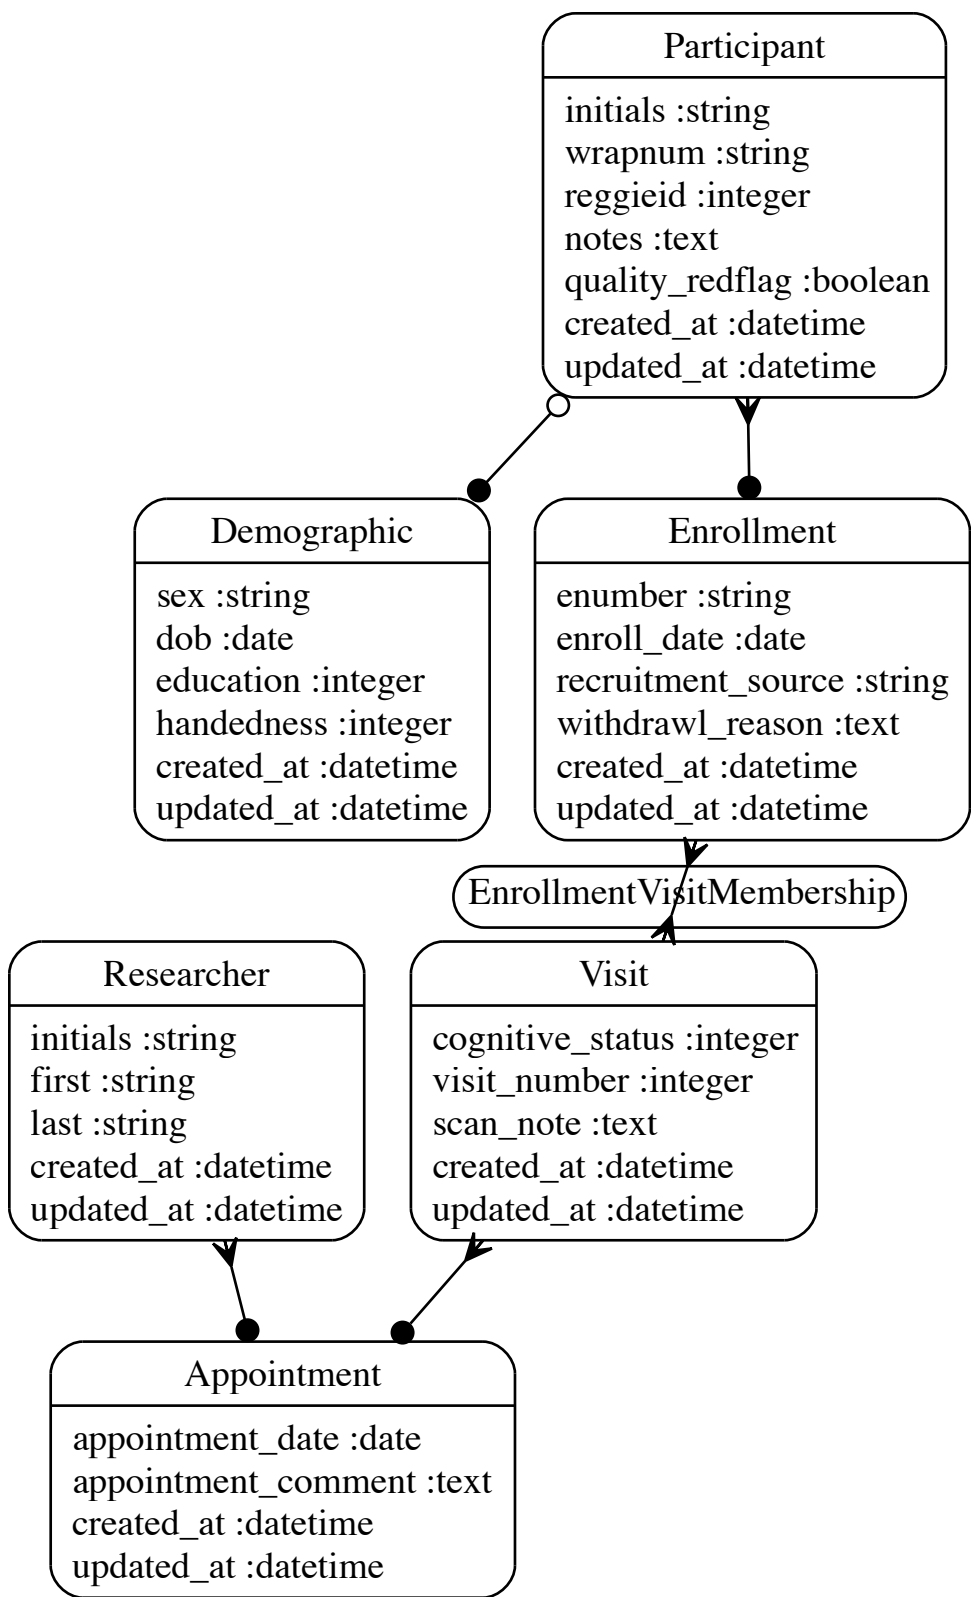 Participant
initials :string
wrapnum :string
reggieid :integer
notes :text
quality_redflag :boolean
created_at :datetime
updated_at :datetime
Demographic
sex :string
dob :date
education :integer
handedness :integer
created_at :datetime
updated_at :datetime
Enrollment
enumber :string
enroll_date :date
recruitment_source :string
withdrawl_reason :text
created_at :datetime
updated_at :datetime
EnrollmentVisitMembership
Researcher
initials :string
first :string
last :string
created_at :datetime
updated_at :datetime
Visit
cognitive_status :integer
visit_number :integer
scan_note :text
created_at :datetime
updated_at :datetime
Appointment
appointment_date :date
appointment_comment :text
created_at :datetime
updated_at :datetime